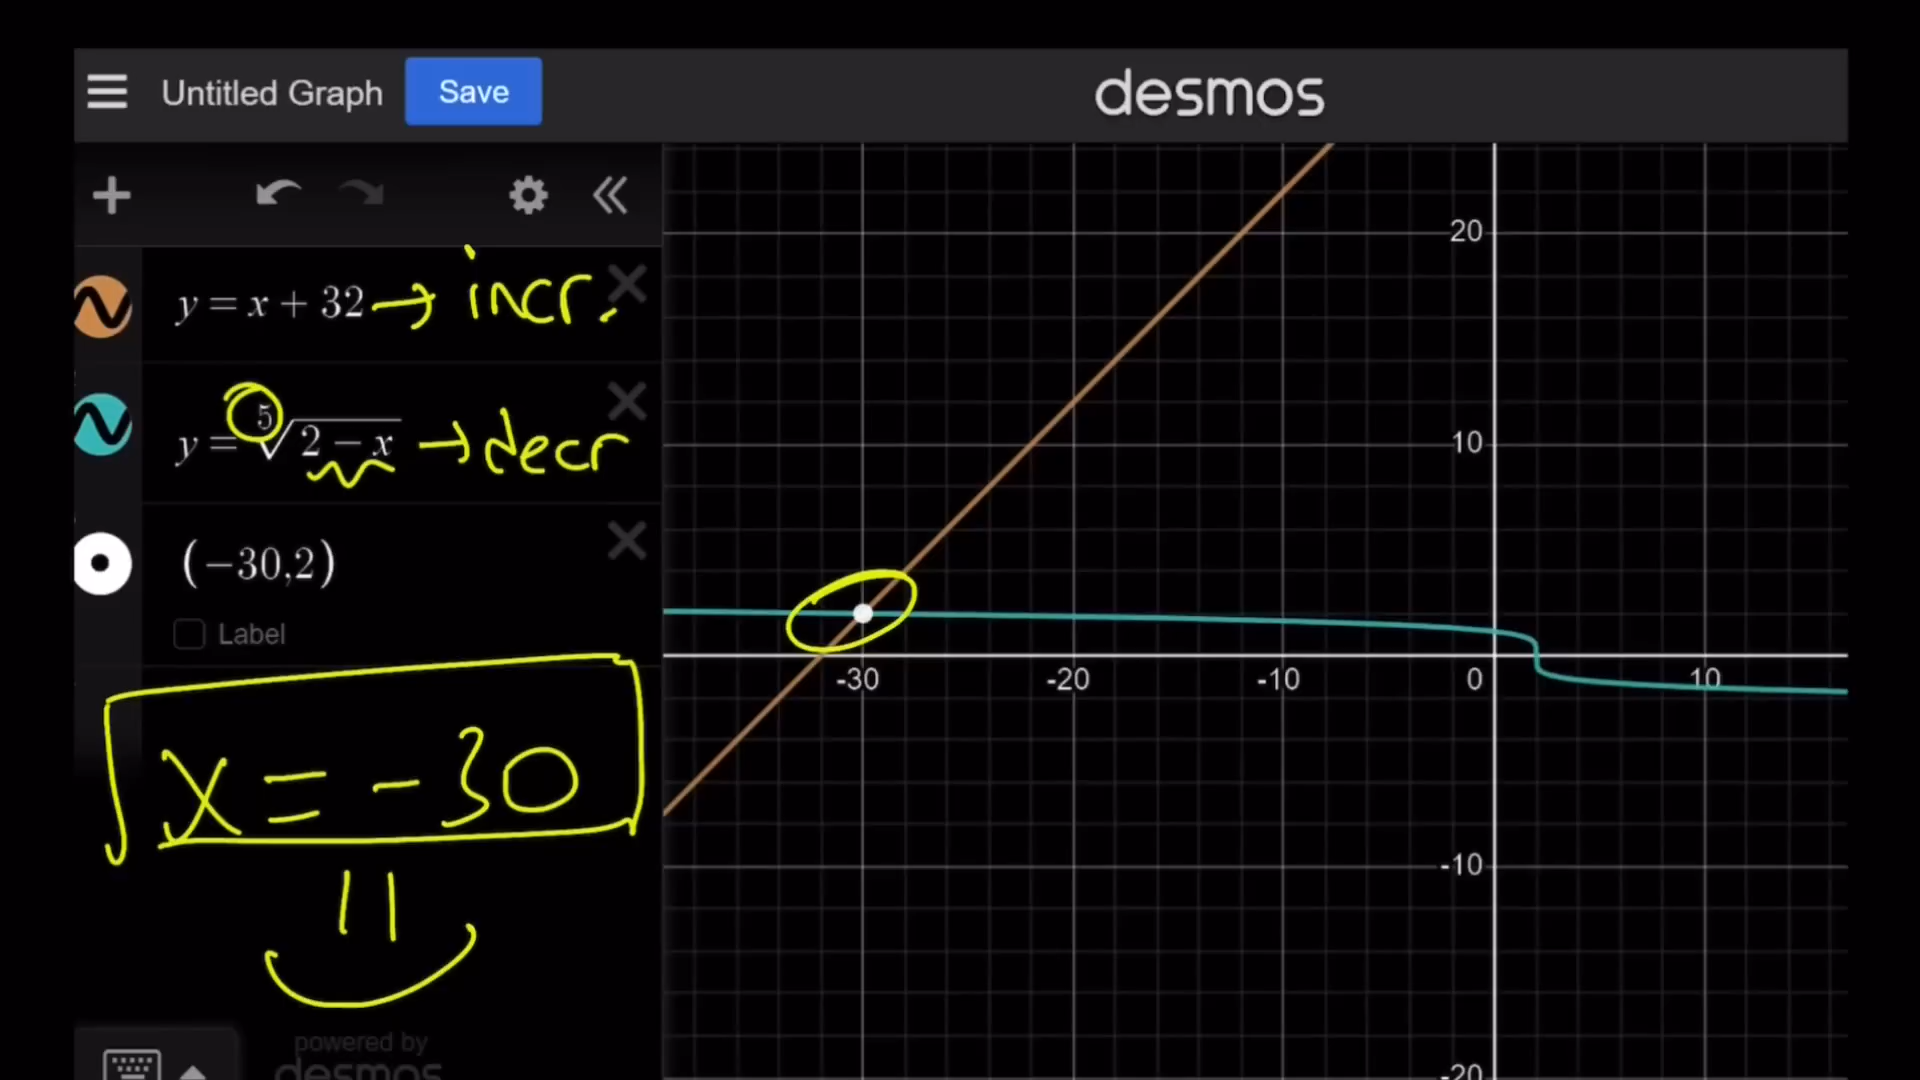 Untitled Graph Save desmos
y = x + 32 → incr.
y = ⁵√(2 − x) → decr
(−30,2)
Label
x = -30
powered by
desmos
20
10
-30 -20 -10 0 10
-10
-20